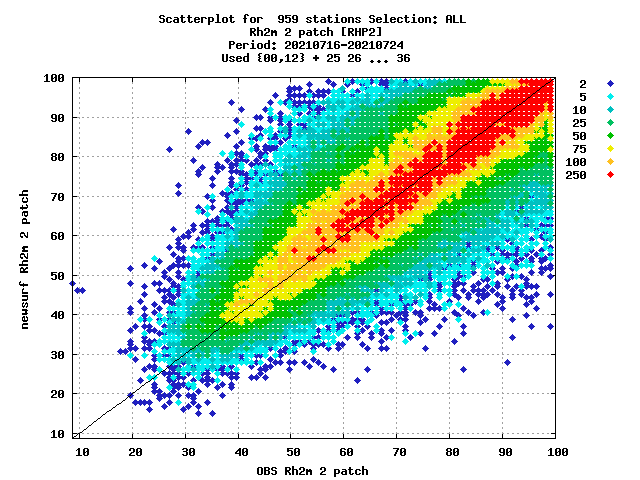 Scatterplot for  959 stations Selection: ALL
Rh2m 2 patch [RHP2]
Period: 20210716-20210724
Used {00,12} + 25 26 ... 36
100
90
80
70
60
50
40
30
20
10
newsurf Rh2m 2 patch
10 20 30 40 50 60 70 80 90 100
OBS Rh2m 2 patch
2
5
10
25
50
75
100
250